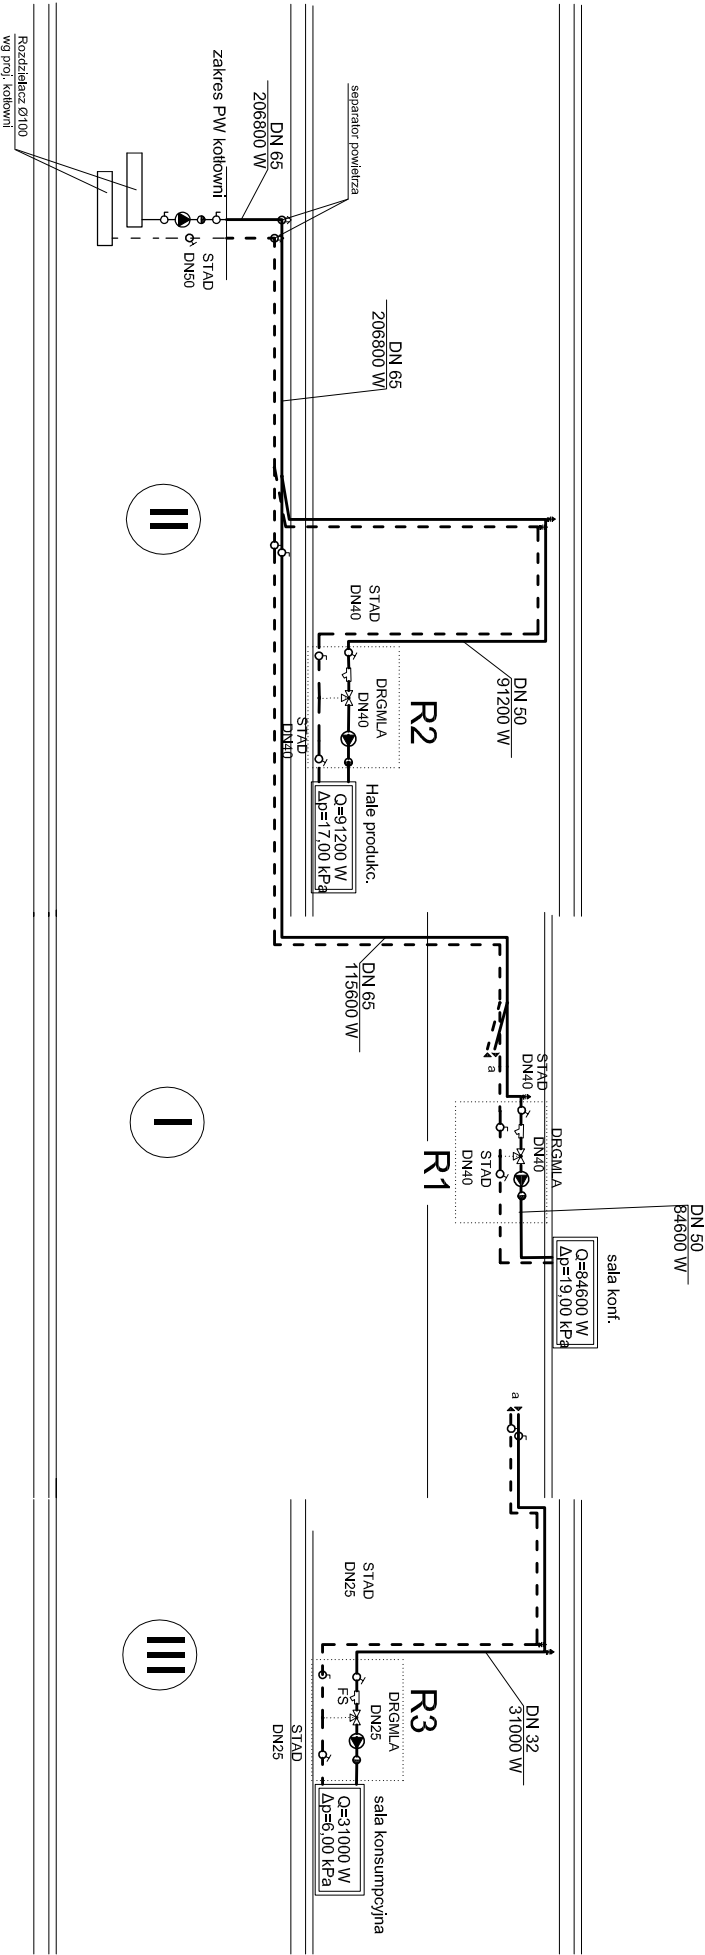 Rozdzielacz Ø100
wg proj. kotłowni
zakres PW kotłowni
DN 65
206800 W
separator powietrza
STAD
DN50
DN 65
206800 W
II
STAD
DN40
DN 50
91200 W
R2
DRGMLA
DN40
STAD
DN40
Hale produkc.
Q=91200 W
Δp=17,00 kPa
DN 65
115600 W
a
I
STAD
DN40
DRGMLA
DN40
STAD
DN40
R1
DN 50
84600 W
sala konf.
Q=84600 W
Δp=19,00 kPa
a
III
STAD
DN25
DN 32
31000 W
R3
DRGMLA
DN25
FS
STAD
DN25
sala konsumpcyjna
Q=31000 W
Δp=6,00 kPa